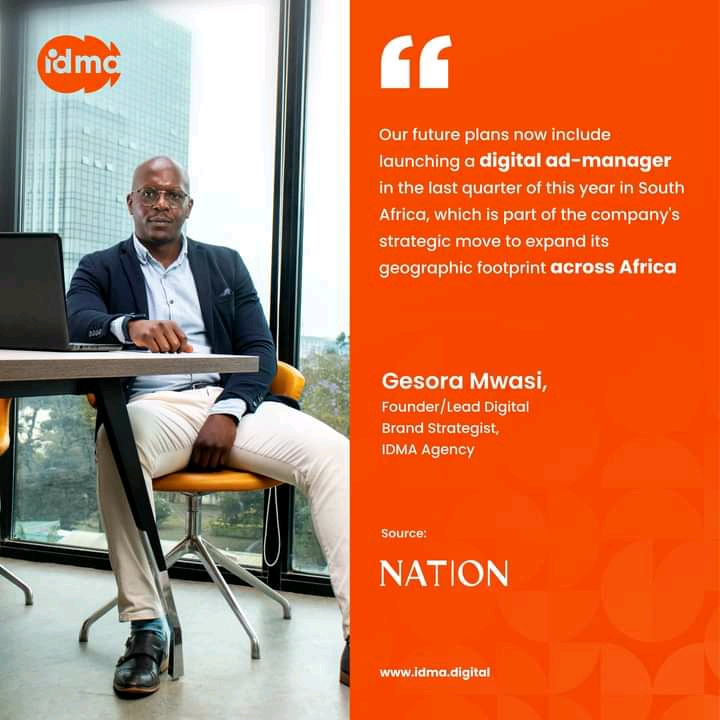 idma
Our future plans now include
launching a digital ad-manager
in the last quarter of this year in South
Africa, which is part of the company's
strategic move to expand its
geographic footprint across Africa
Gesora Mwasi,
Founder/Lead Digital
Brand Strategist,
IDMA Agency
Source:
NATION
www.idma.digital